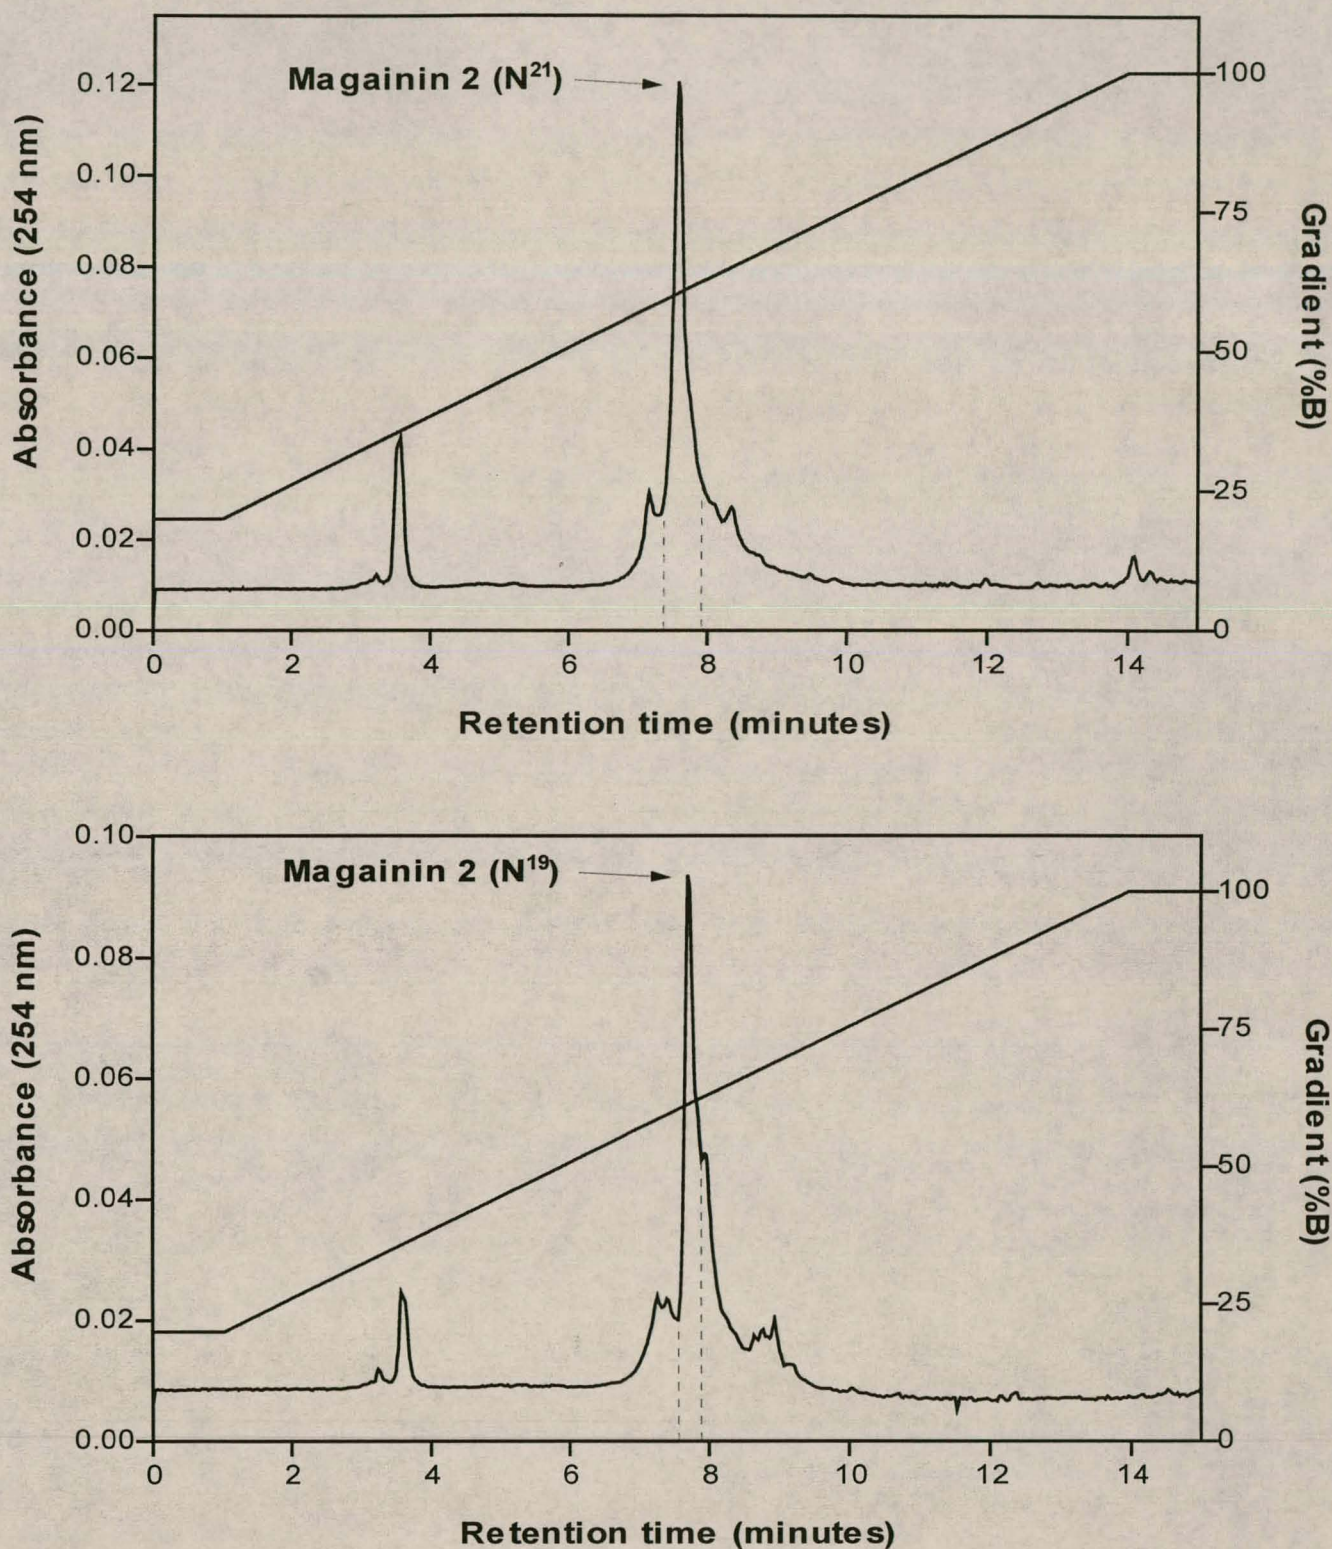 Magainin 2 (N²¹)
0.12
0.10
0.08
0.06
0.04
0.02
0.00
Absorbance (254 nm)
100
75
50
25
0
Gradient (%B)
0 2 4 6 8 10 12 14
Retention time (minutes)
Magainin 2 (N¹⁹)
0.10
0.08
0.06
0.04
0.02
0.00
Absorbance (254 nm)
100
75
50
25
0
Gradient (%B)
0 2 4 6 8 10 12 14
Retention time (minutes)